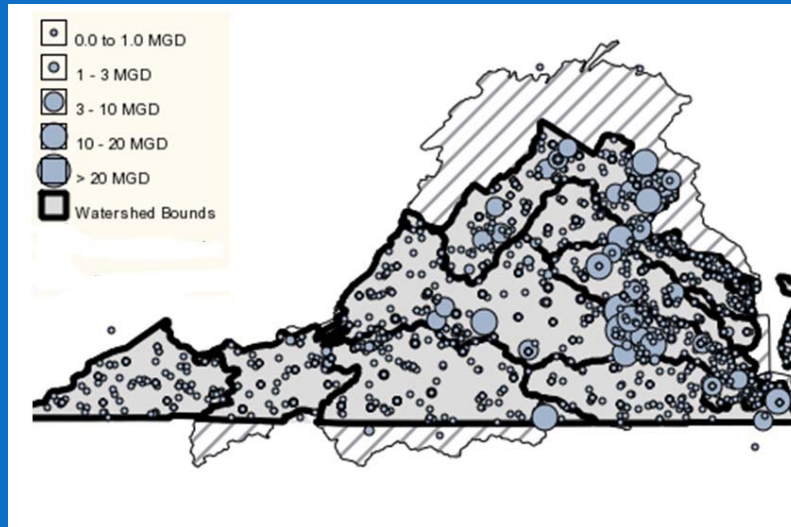 0.0 to 1.0 MGD
1 - 3 MGD
3 - 10 MGD
10 - 20 MGD
> 20 MGD
Watershed Bounds